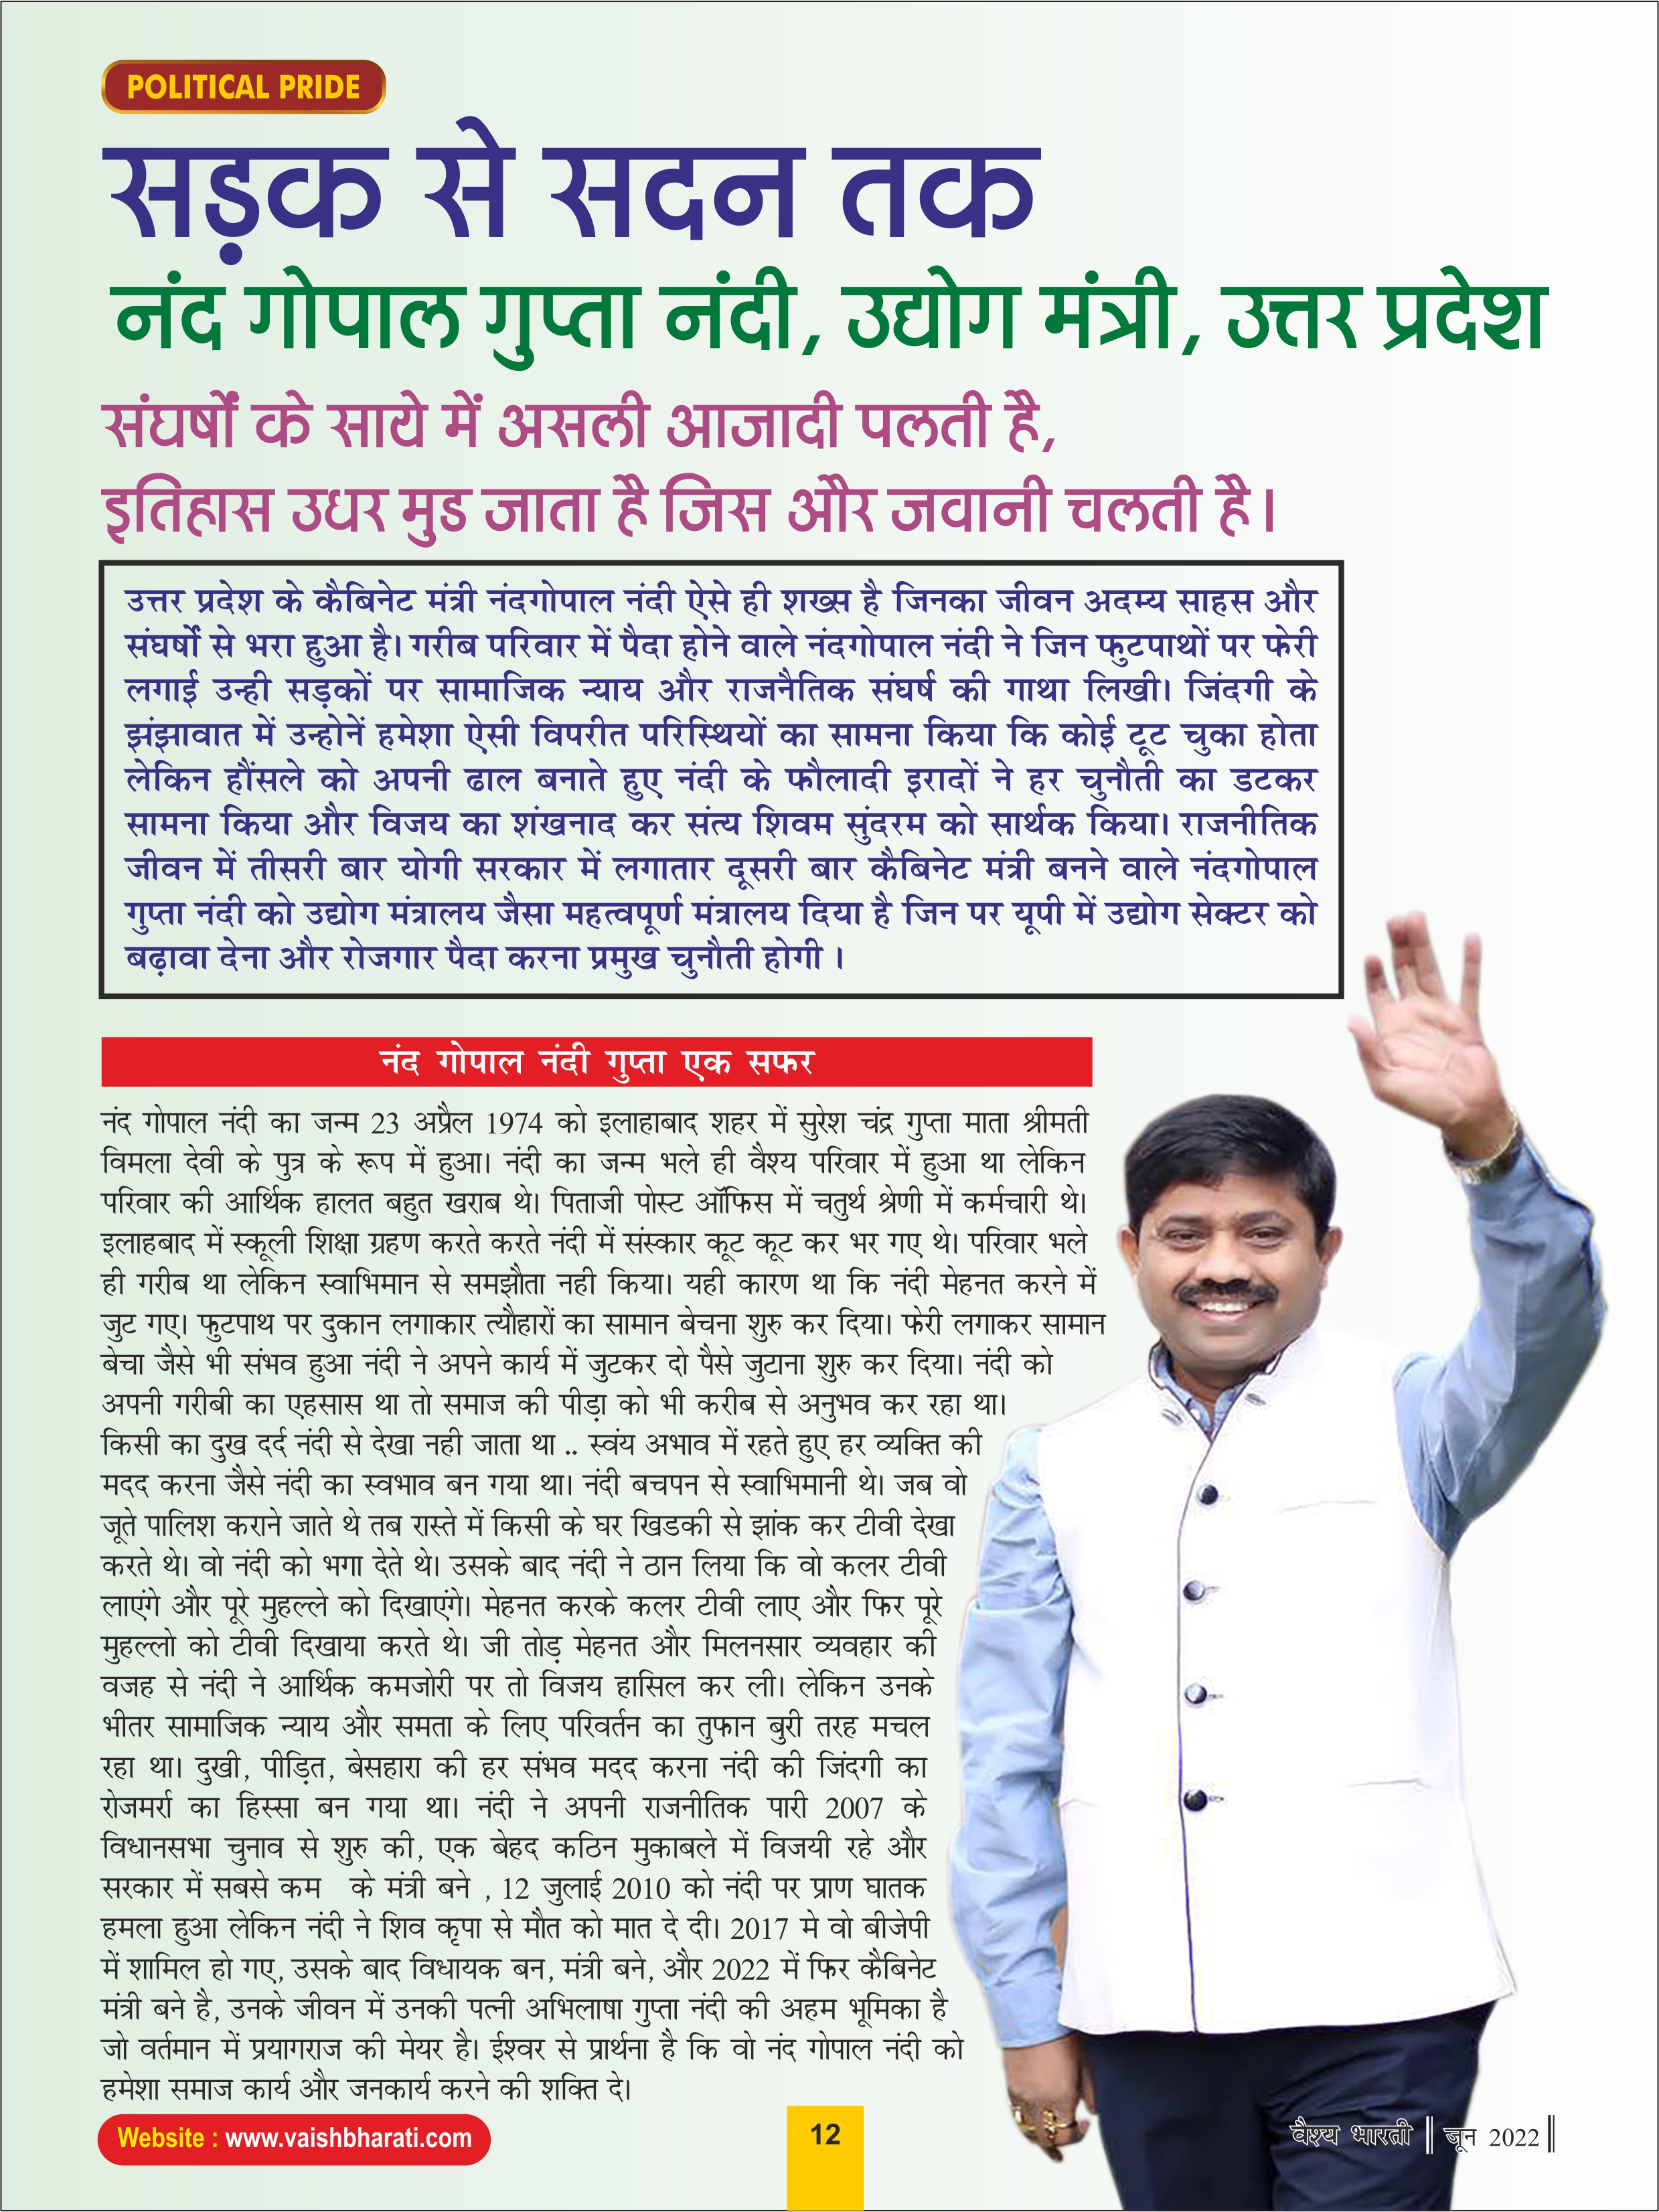 POLITICAL PRIDE
सड़क से सदन तक
नंद गोपाल गुप्ता नंदी, उद्योग मंत्री, उत्तर प्रदेश
संघर्षों के साये में असली आजादी पलती है,
इतिहास उधर मुड जाता है जिस और जवानी चलती है।
उत्तर प्रदेश के कैबिनेट मंत्री नंदगोपाल नंदी ऐसे ही शख्स है जिनका जीवन अदम्य साहस और
संघर्षों से भरा हुआ है। गरीब परिवार में पैदा होने वाले नंदगोपाल नंदी ने जिन फुटपाथों पर फेरी
लगाई उन्ही सड़कों पर सामाजिक न्याय और राजनैतिक संघर्ष की गाथा लिखी। जिंदगी के
झंझावात में उन्होनें हमेशा ऐसी विपरीत परिस्थियों का सामना किया कि कोई टूट चुका होता
लेकिन हौंसले को अपनी ढाल बनाते हुए नंदी के फौलादी इरादों ने हर चुनौती का डटकर
सामना किया और विजय का शंखनाद कर संत्य शिवम सुंदरम को सार्थक किया। राजनीतिक
जीवन में तीसरी बार योगी सरकार में लगातार दूसरी बार कैबिनेट मंत्री बनने वाले नंदगोपाल
गुप्ता नंदी को उद्योग मंत्रालय जैसा महत्वपूर्ण मंत्रालय दिया है जिन पर यूपी में उद्योग सेक्टर को
बढ़ावा देना और रोजगार पैदा करना प्रमुख चुनौती होगी ।
नंद गोपाल नंदी गुप्ता एक सफर
नंद गोपाल नंदी का जन्म 23 अप्रैल 1974 को इलाहाबाद शहर में सुरेश चंद्र गुप्ता माता श्रीमती
विमला देवी के पुत्र के रूप में हुआ। नंदी का जन्म भले ही वैश्य परिवार में हुआ था लेकिन
परिवार की आर्थिक हालत बहुत खराब थे। पिताजी पोस्ट ऑफिस में चतुर्थ श्रेणी में कर्मचारी थे।
इलाहबाद में स्कूली शिक्षा ग्रहण करते करते नंदी में संस्कार कूट कूट कर भर गए थे। परिवार भले
ही गरीब था लेकिन स्वाभिमान से समझौता नही किया। यही कारण था कि नंदी मेहनत करने में
जुट गए। फुटपाथ पर दुकान लगाकार त्यौहारों का सामान बेचना शुरु कर दिया। फेरी लगाकर सामान
बेचा जैसे भी संभव हुआ नंदी ने अपने कार्य में जुटकर दो पैसे जुटाना शुरु कर दिया। नंदी को
अपनी गरीबी का एहसास था तो समाज की पीड़ा को भी करीब से अनुभव कर रहा था।
किसी का दुख दर्द नंदी से देखा नही जाता था .. स्वंय अभाव में रहते हुए हर व्यक्ति की
मदद करना जैसे नंदी का स्वभाव बन गया था। नंदी बचपन से स्वाभिमानी थे। जब वो
जूते पालिश कराने जाते थे तब रास्ते में किसी के घर खिडकी से झांक कर टीवी देखा
करते थे। वो नंदी को भगा देते थे। उसके बाद नंदी ने ठान लिया कि वो कलर टीवी
लाएंगे और पूरे मुहल्ले को दिखाएंगे। मेहनत करके कलर टीवी लाए और फिर पूरे
मुहल्लो को टीवी दिखाया करते थे। जी तोड़ मेहनत और मिलनसार व्यवहार की
वजह से नंदी ने आर्थिक कमजोरी पर तो विजय हासिल कर ली। लेकिन उनके
भीतर सामाजिक न्याय और समता के लिए परिवर्तन का तुफान बुरी तरह मचल
रहा था। दुखी, पीड़ित, बेसहारा की हर संभव मदद करना नंदी की जिंदगी का
रोजमर्रा का हिस्सा बन गया था। नंदी ने अपनी राजनीतिक पारी 2007 के
विधानसभा चुनाव से शुरु की, एक बेहद कठिन मुकाबले में विजयी रहे और
सरकार में सबसे कम के मंत्री बने , 12 जुलाई 2010 को नंदी पर प्राण घातक
हमला हुआ लेकिन नंदी ने शिव कृपा से मौत को मात दे दी। 2017 मे वो बीजेपी
में शामिल हो गए, उसके बाद विधायक बन, मंत्री बने, और 2022 में फिर कैबिनेट
मंत्री बने है, उनके जीवन में उनकी पत्नी अभिलाषा गुप्ता नंदी की अहम भूमिका है
जो वर्तमान में प्रयागराज की मेयर है। ईश्वर से प्रार्थना है कि वो नंद गोपाल नंदी को
हमेशा समाज कार्य और जनकार्य करने की शक्ति दे।
Website : www.vaishbharati.com
12
वैश्य भारती || जून 2022 ||